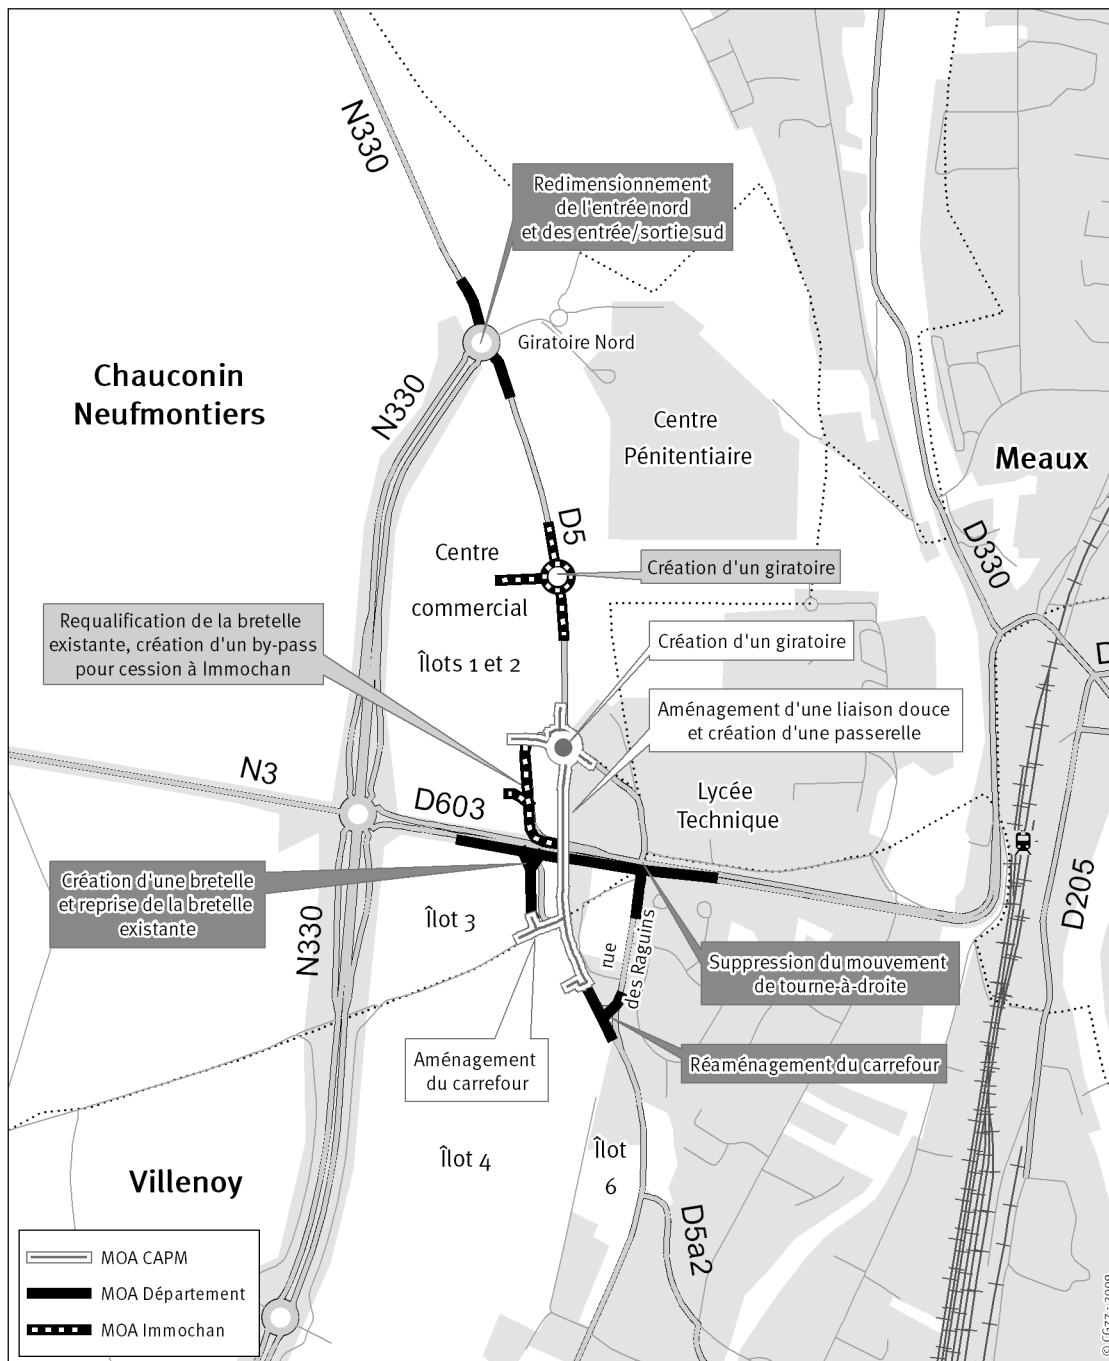 N330
Redimensionnement
de l'entrée nord
et des entrée/sortie sud
Giratoire Nord
Chauconin
Neufmontiers
N330
Centre
Pénitentiaire
Meaux
D5
D330
Centre
commercial
Îlots 1 et 2
Création d'un giratoire
Requalification de la bretelle
existante, création d'un by-pass
pour cession à Immochan
Création d'un giratoire
D
Aménagement d'une liaison douce
et création d'une passerelle
N3
D603
Lycée
Technique
Création d'une bretelle
et reprise de la bretelle
existante
D205
N330
Îlot 3
rue
des Raguins
Suppression du mouvement
de tourne-à-droite
Aménagement
du carrefour
Réaménagement du carrefour
Îlot 4
Îlot
6
Villenoy
D5a2
MOA CAPM
MOA Département
MOA Immochan
© CG77 - 2009